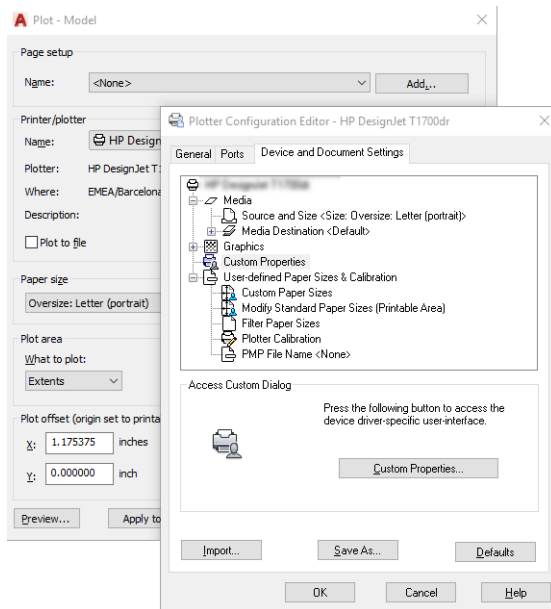 Plot - Model
Page setup
Name: <None> Add...
Printer/plotter
Name: HP Design
Plotter: HP DesignJet T
Where: EMEA/Barcelona
Description:
Plot to file
Paper size
Oversize: Letter (portrait)
Plot area
What to plot:
Extents
Plot offset (origin set to printa
X: 1.175375 inches
Y: 0.000000 inch
Preview... Apply to
Plotter Configuration Editor - HP DesignJet T1700dr
General Ports Device and Document Settings
Media
Source and Size <Size: Oversize: Letter (portrait)>
Media Destination <Default>
Graphics
Custom Properties
User-defined Paper Sizes & Calibration
Custom Paper Sizes
Modify Standard Paper Sizes (Printable Area)
Filter Paper Sizes
Plotter Calibration
PMP File Name <None>
Access Custom Dialog
Press the following button to access the
device driver-specific user-interface.
Custom Properties...
Import... Save As... Defaults
OK Cancel Help